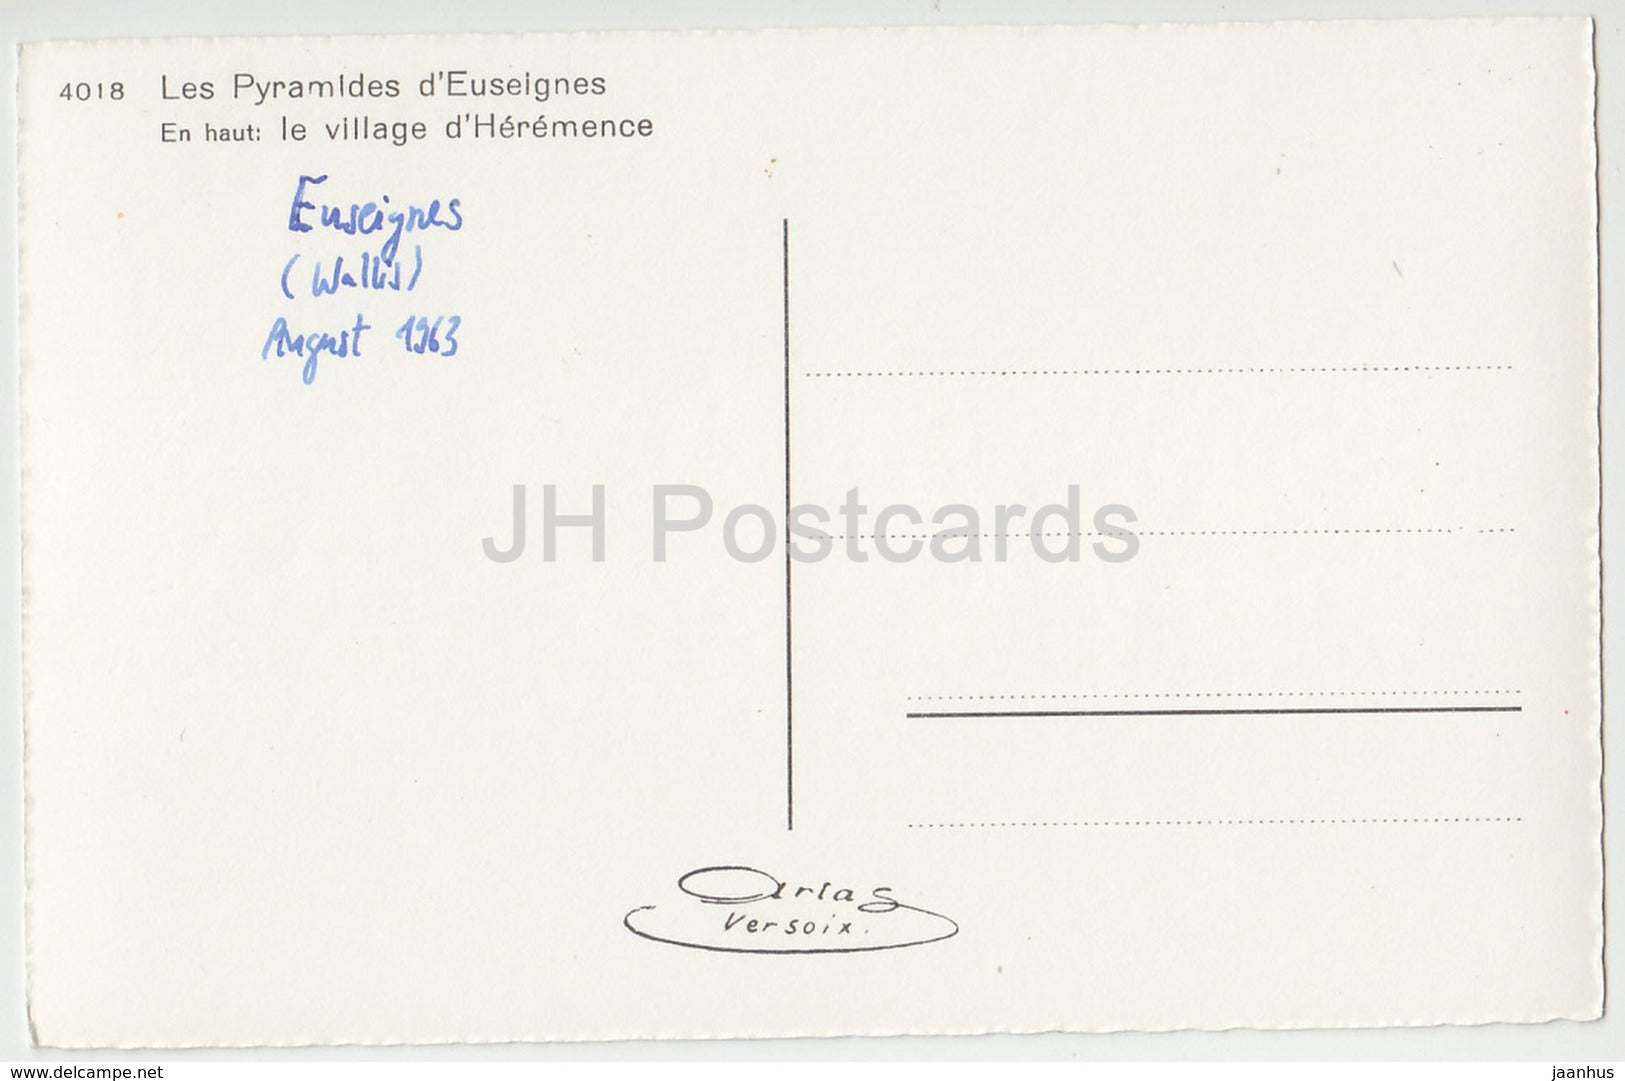 4018 Les Pyramides d'Euseignes
En haut: le village d'Hérémence
Euseignes
(Wallis)
August 1963
JH Postcards
Arlas
Versoix.
www.delcampe.net
jaanhus